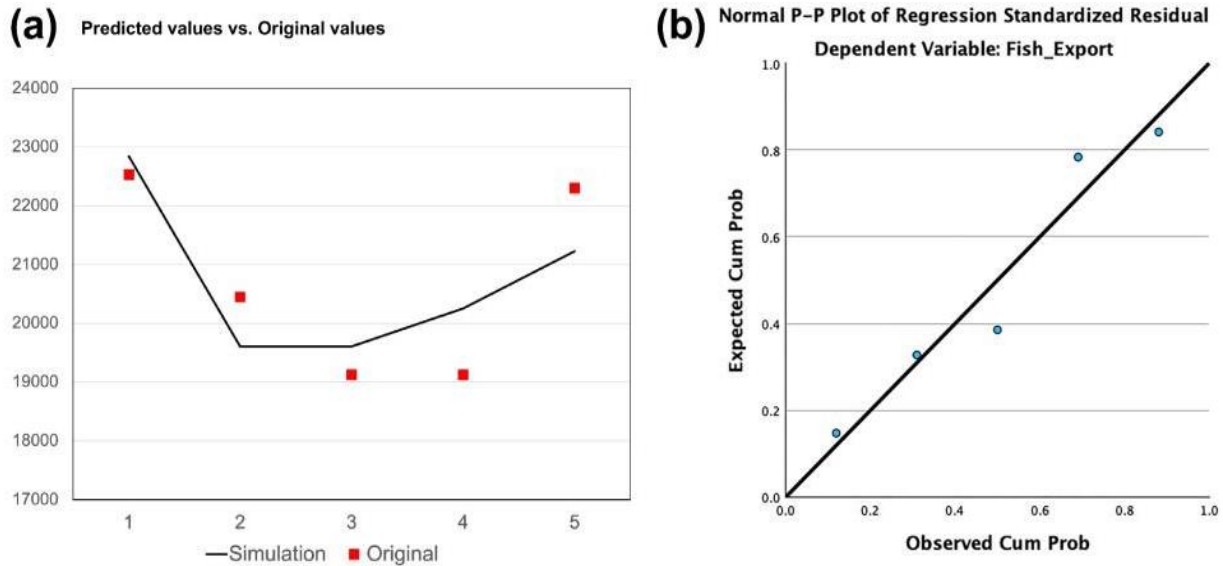 (a) Predicted values vs. Original values
24000
23000
22000
21000
20000
19000
18000
17000
1 2 3 4 5
Simulation Original
(b) Normal P-P Plot of Regression Standardized Residual
Dependent Variable: Fish_Export
1.0
0.8
0.6
0.4
0.2
0.0
Expected Cum Prob
0.0 0.2 0.4 0.6 0.8 1.0
Observed Cum Prob